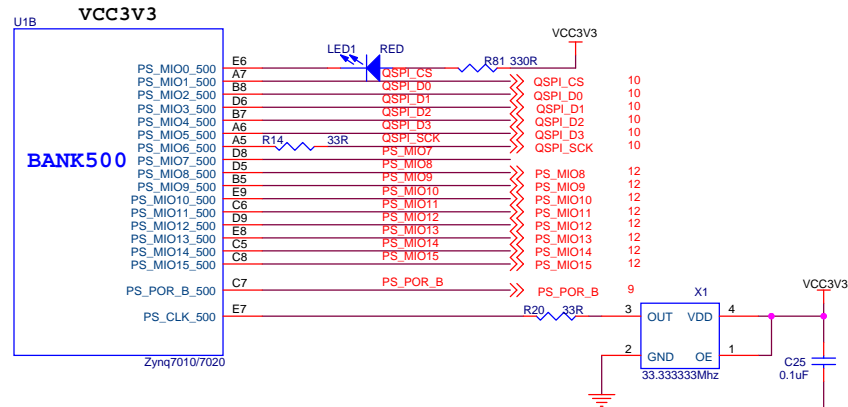 VCC3V3
U1B
BANK500
PS_MIO0_500 E6 LED1 RED R81 330R VCC3V3
PS_MIO1_500 A7 QSPI_CS QSPI_CS 10
PS_MIO2_500 B8 QSPI_D0 QSPI_D0 10
PS_MIO3_500 D6 QSPI_D1 QSPI_D1 10
PS_MIO4_500 B7 QSPI_D2 QSPI_D2 10
PS_MIO5_500 A6 QSPI_D3 QSPI_D3 10
PS_MIO6_500 A5 R14 33R QSPI_SCK QSPI_SCK 10
PS_MIO7_500 D8 PS_MIO7
PS_MIO8_500 D5 PS_MIO8 PS_MIO8 12
PS_MIO9_500 B5 PS_MIO9 PS_MIO9 12
PS_MIO10_500 E9 PS_MIO10 PS_MIO10 12
PS_MIO11_500 C6 PS_MIO11 PS_MIO11 12
PS_MIO12_500 D9 PS_MIO12 PS_MIO12 12
PS_MIO13_500 E8 PS_MIO13 PS_MIO13 12
PS_MIO14_500 C5 PS_MIO14 PS_MIO14 12
PS_MIO15_500 C8 PS_MIO15 PS_MIO15 12
PS_POR_B_500 C7 PS_POR_B PS_POR_B 9
PS_CLK_500 E7 R20 33R
Zynq7010/7020
X1
3 OUT VDD 4
2 GND OE 1
33.333333Mhz
VCC3V3
C25
0.1uF